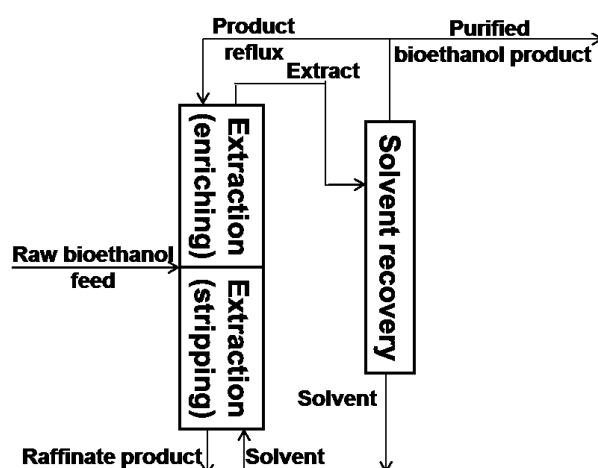 Product
reflux
Purified
bioethanol product
Extract
Extraction
(enriching)
Solvent recovery
Raw bioethanol
feed
Extraction
(stripping)
Solvent
Raffinate product
Solvent